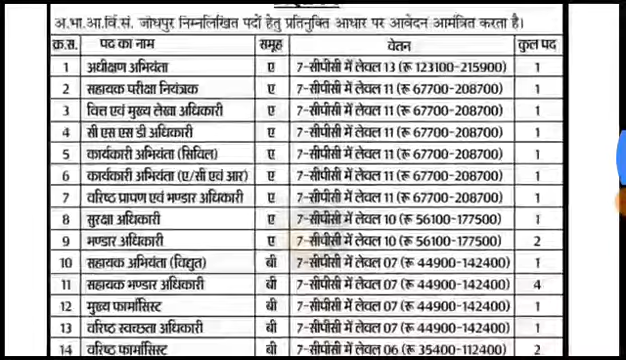 अ.भा.आ.वि.सं. जोधपुर निम्नलिखित पदों हेतु प्रतिनुक्ति आधार पर आवेदन आमंत्रित करता है।
क्र.स. पद का नाम समूह वेतन कुल पद
1 अधीक्षण अभियंता ए 7-सीपीसी में लेवल 13 (रू 123100-215900) 1
2 सहायक परीक्षा नियंत्रक ए 7-सीपीसी में लेवल 11 (रू 67700-208700) 1
3 वित्त एवं मुख्य लेखा अधिकारी ए 7-सीपीसी में लेवल 11 (रू 67700-208700) 1
4 सी एस एस डी अधिकारी ए 7-सीपीसी में लेवल 11 (रू 67700-208700) 1
5 कार्यकारी अभियंता (सिविल) ए 7-सीपीसी में लेवल 11 (रू 67700-208700) 1
6 कार्यकारी अभियंता (ए/सी एवं आर) ए 7-सीपीसी में लेवल 11 (रू 67700-208700) 1
7 वरिष्ठ प्रापण एवं भण्डार अधिकारी ए 7-सीपीसी में लेवल 11 (रू 67700-208700) 1
8 सुरक्षा अधिकारी ए 7-सीपीसी में लेवल 10 (रू 56100-177500) 1
9 भण्डार अधिकारी ए 7-सीपीसी में लेवल 10 (रू 56100-177500) 2
10 सहायक अभियंता (विद्युत) बी 7-सीपीसी में लेवल 07 (रू 44900-142400) 1
11 सहायक भण्डार अधिकारी बी 7-सीपीसी में लेवल 07 (रू 44900-142400) 4
12 मुख्य फार्मासिस्ट बी 7-सीपीसी में लेवल 07 (रू 44900-142400) 1
13 वरिष्ठ स्वच्छता अधिकारी बी 7-सीपीसी में लेवल 07 (रू 44900-142400) 1
14 वरिष्ठ फार्मासिस्ट बी 7-सीपीसी में लेवल 06 (रू 35400-112400) 2